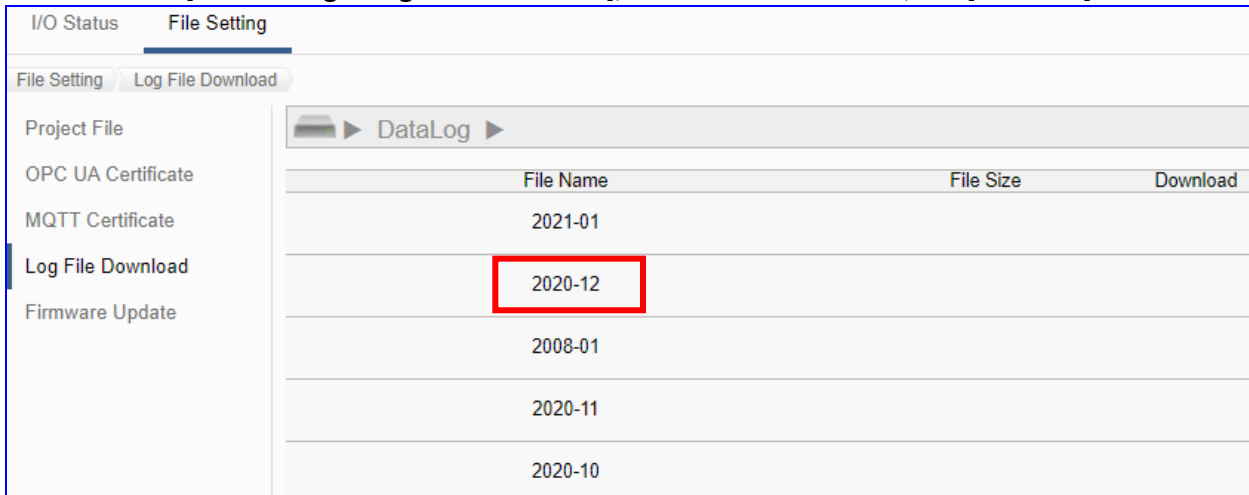 I/O Status File Setting
File Setting Log File Download
Project File
OPC UA Certificate
MQTT Certificate
Log File Download
Firmware Update
DataLog
File Name File Size Download
2021-01
2020-12
2008-01
2020-11
2020-10